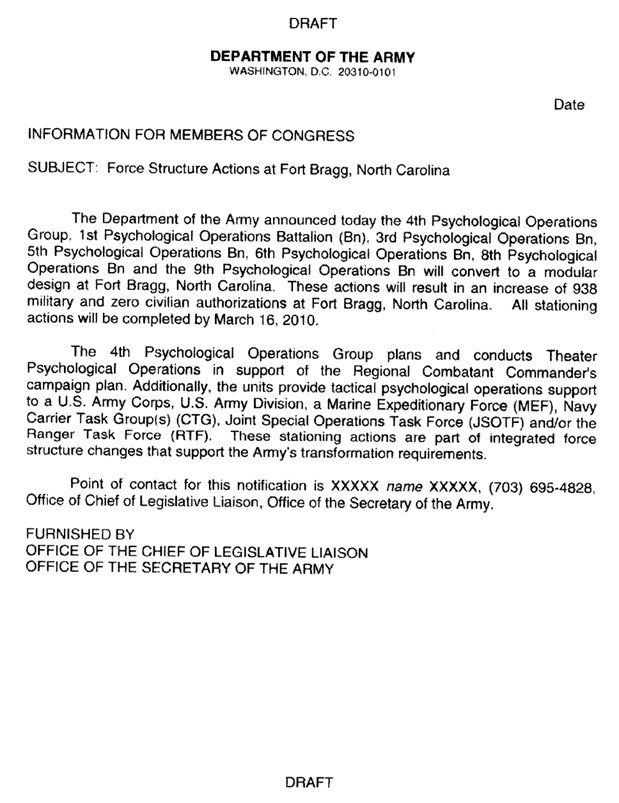 DRAFT
DEPARTMENT OF THE ARMY
WASHINGTON, D.C. 20310-0101
Date
INFORMATION FOR MEMBERS OF CONGRESS
SUBJECT: Force Structure Actions at Fort Bragg, North Carolina
The Department of the Army announced today the 4th Psychological Operations
Group, 1st Psychological Operations Battalion (Bn), 3rd Psychological Operations Bn,
5th Psychological Operations Bn, 6th Psychological Operations Bn, 8th Psychological
Operations Bn and the 9th Psychological Operations Bn will convert to a modular
design at Fort Bragg, North Carolina. These actions will result in an increase of 938
military and zero civilian authorizations at Fort Bragg, North Carolina. All stationing
actions will be completed by March 16, 2010.
The 4th Psychological Operations Group plans and conducts Theater
Psychological Operations in support of the Regional Combatant Commander's
campaign plan. Additionally, the units provide tactical psychological operations support
to a U.S. Army Corps, U.S. Army Division, a Marine Expeditionary Force (MEF), Navy
Carrier Task Group(s) (CTG), Joint Special Operations Task Force (JSOTF) and/or the
Ranger Task Force (RTF). These stationing actions are part of integrated force
structure changes that support the Army's transformation requirements.
Point of contact for this notification is XXXXX name XXXXX, (703) 695-4828,
Office of Chief of Legislative Liaison, Office of the Secretary of the Army.
FURNISHED BY
OFFICE OF THE CHIEF OF LEGISLATIVE LIAISON
OFFICE OF THE SECRETARY OF THE ARMY
DRAFT